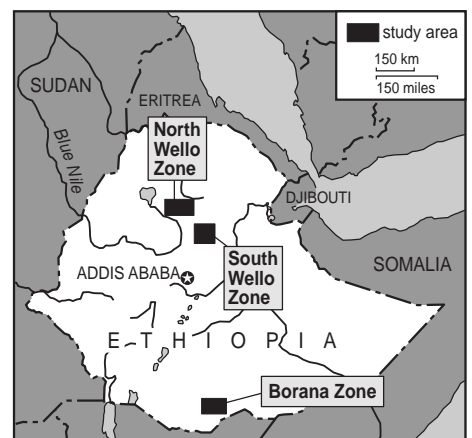 study area
150 km
150 miles
SUDAN
ERITREA
Blue Nile
North
Wello
Zone
DJIBOUTI
ADDIS ABABA
South
Wello
Zone
SOMALIA
ETHIOPIA
Borana Zone